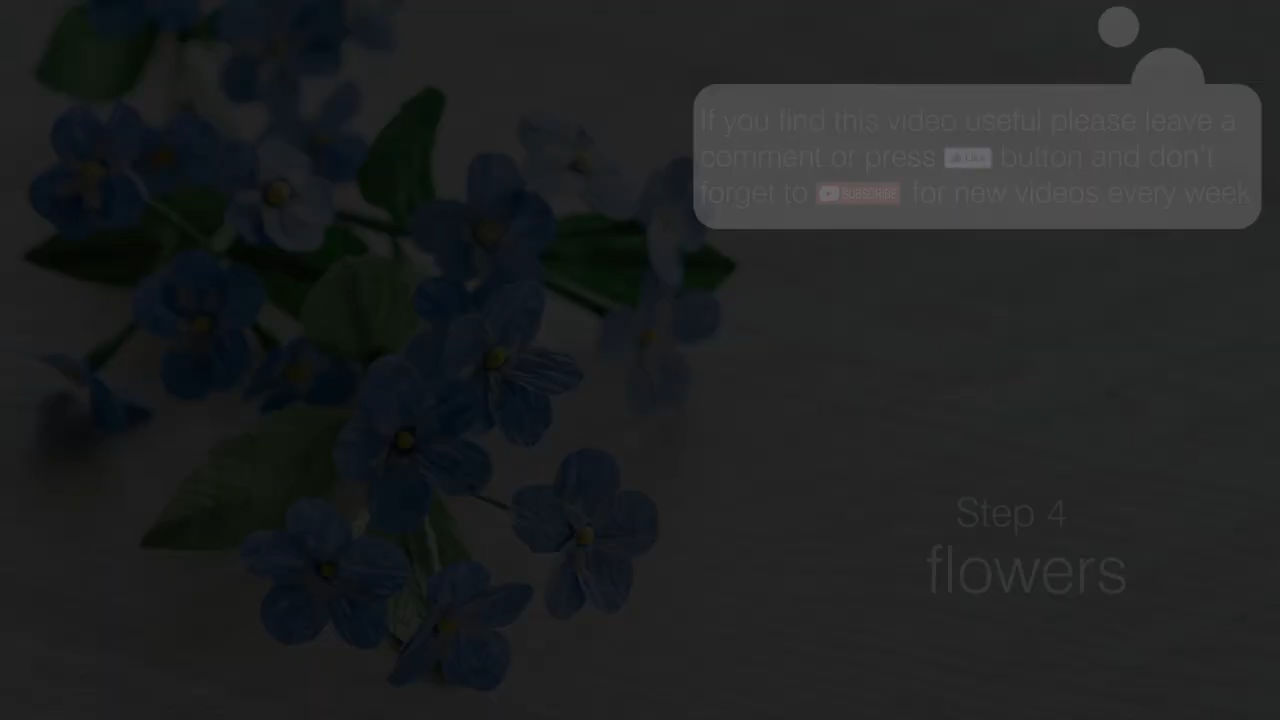 If you find this video useful please leave a
comment or press Like button and don't
forget to SUBSCRIBE for new videos every week
Step 4
flowers